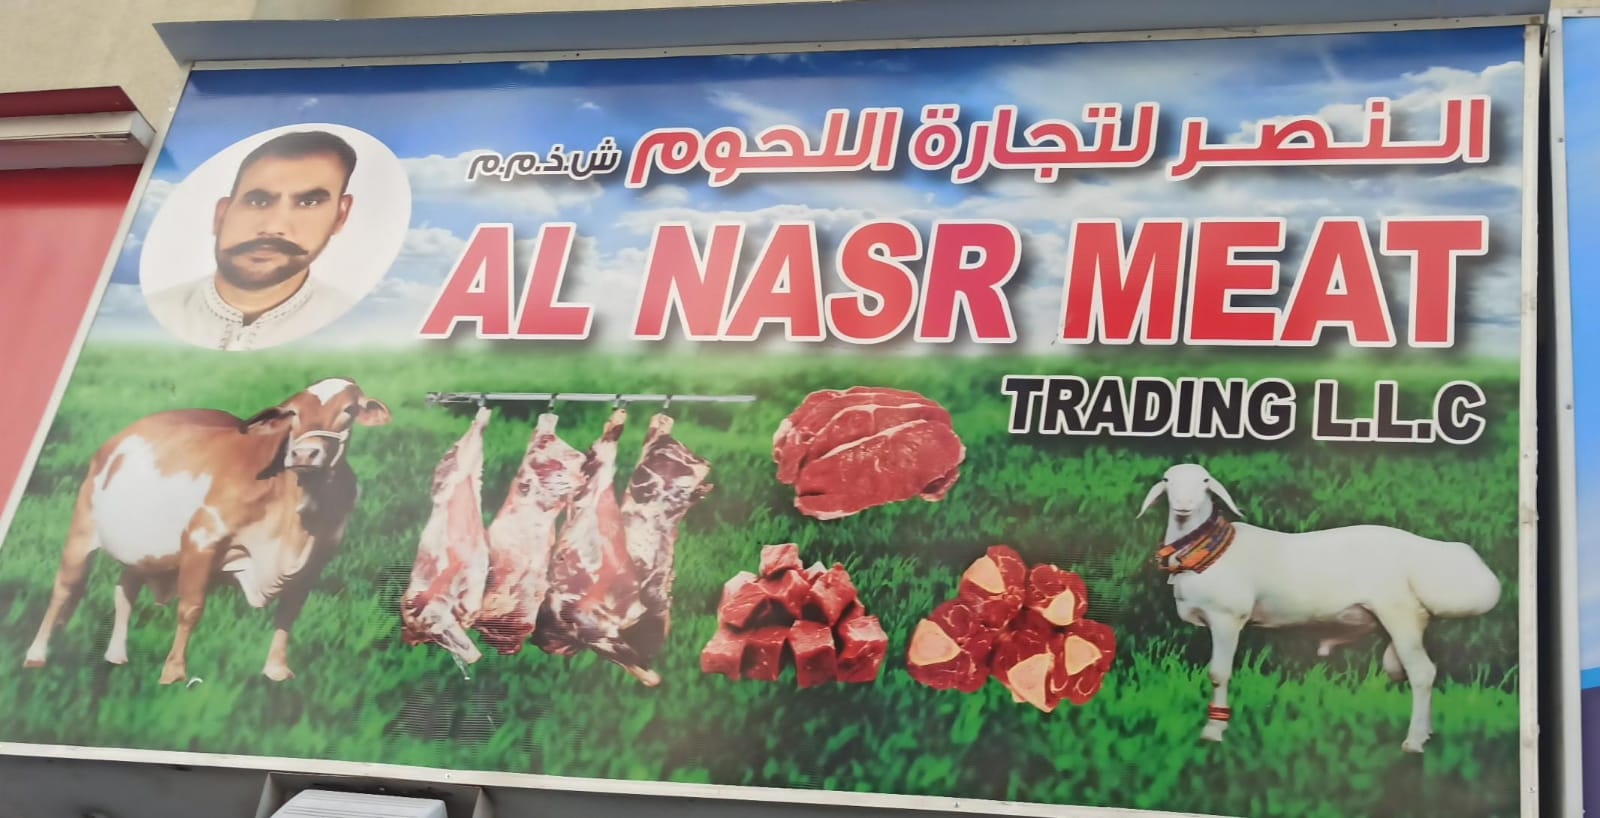 النصر لتجارة اللحوم ش.ذ.م.م
AL NASR MEAT
TRADING L.L.C